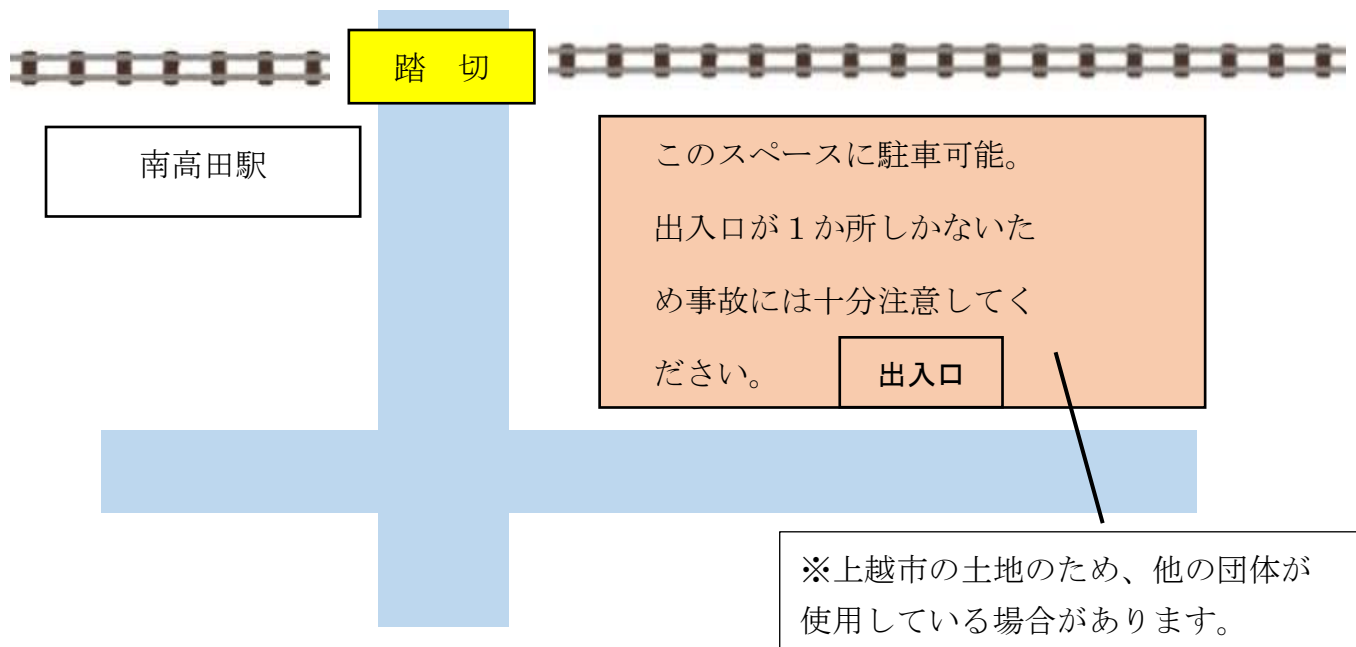 踏　切
南高田駅
このスペースに駐車可能。
出入口が１か所しかないた
め事故には十分注意してく
ださい。
出入口
※上越市の土地のため、他の団体が
使用している場合があります。